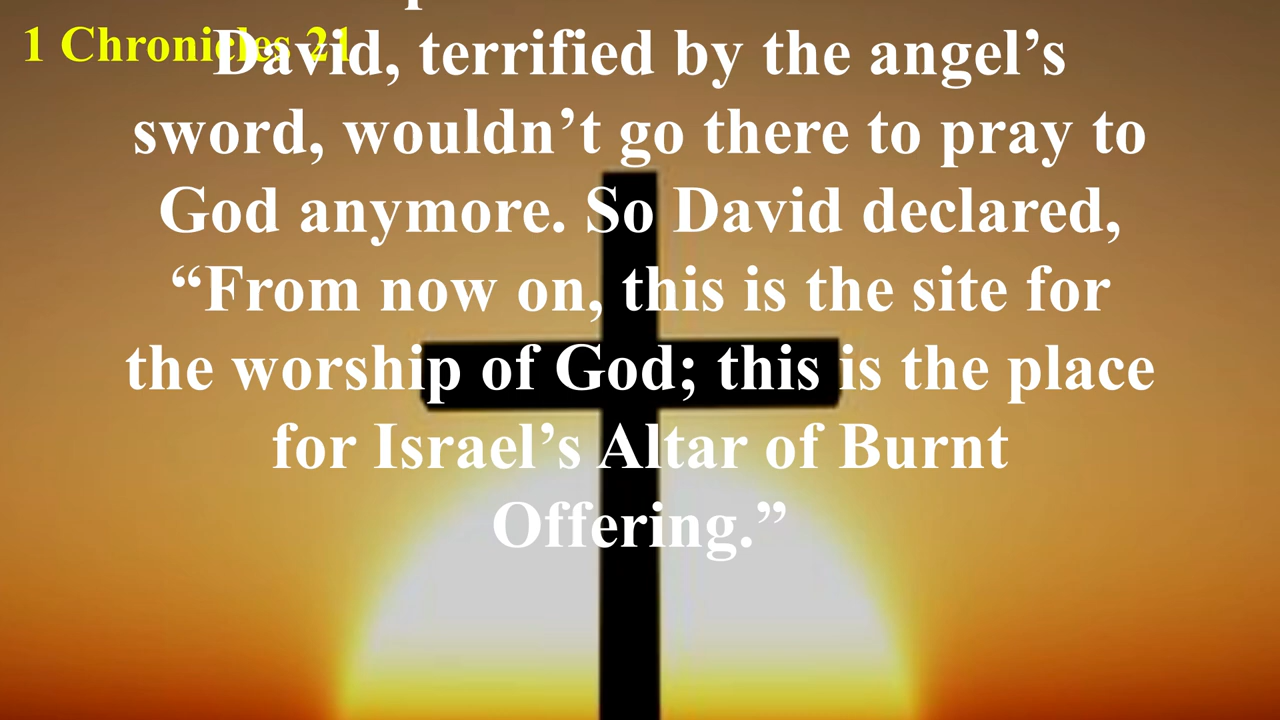 1 Chronicles 21
David, terrified by the angel’s
sword, wouldn’t go there to pray to
God anymore. So David declared,
“From now on, this is the site for
the worship of God; this is the place
for Israel’s Altar of Burnt
Offering.”